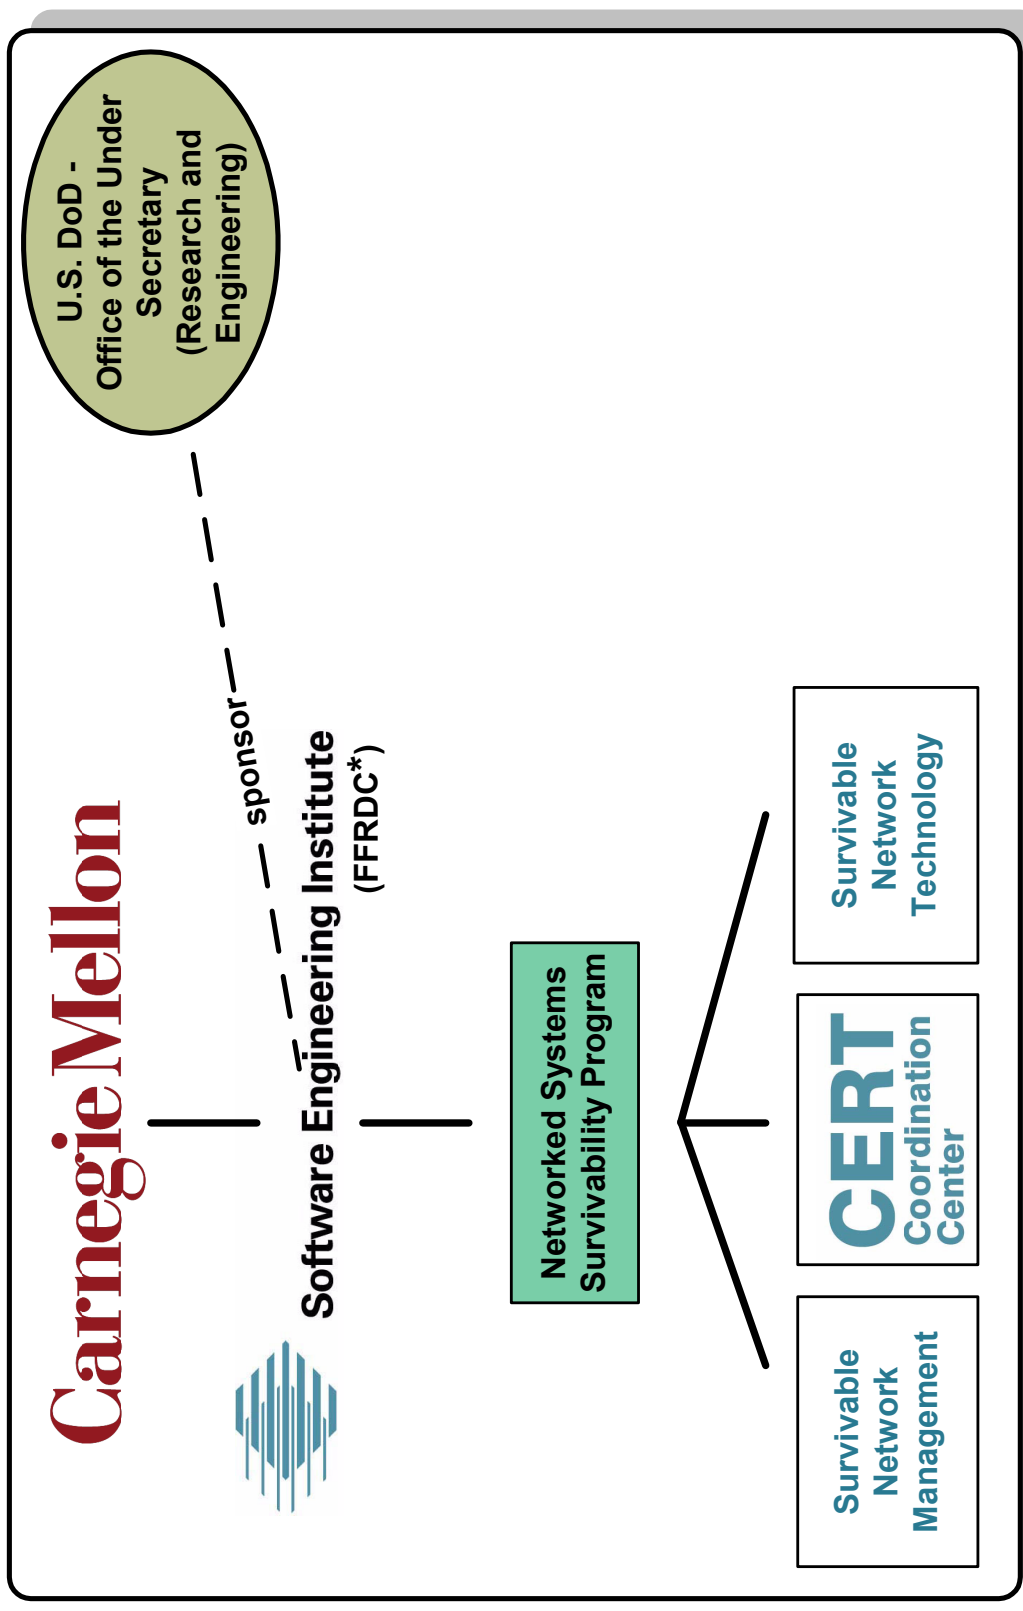 Carnegie Mellon
U.S. DoD -
Office of the Under
Secretary
(Research and
Engineering)
sponsor
Software Engineering Institute
(FFRDC*)
Networked Systems
Survivability Program
Survivable
Network
Management
CERT
Coordination
Center
Survivable
Network
Technology